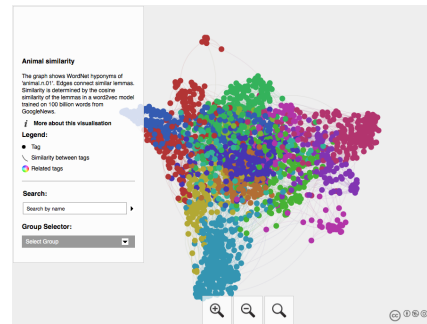 Animal similarity
The graph shows WordNet hyponyms of
'animal.n.01'. Edges connect similar lemmas.
Similarity is determined by the cosine
similarity of the lemmas in a word2vec model
trained on 100 billion words from
GoogleNews.
i More about this visualisation
Legend:
Tag
Similarity between tags
Related tags
Search:
Search by name
Group Selector:
Select Group
cc